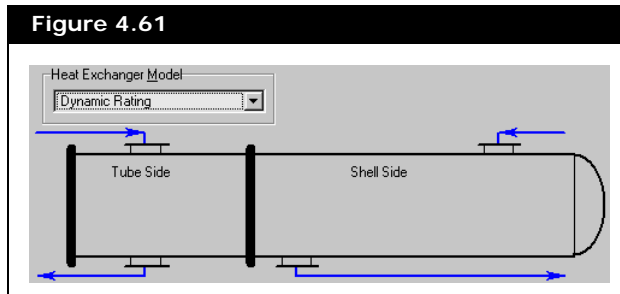 Figure 4.61
Heat Exchanger Model
Dynamic Rating
Tube Side
Shell Side